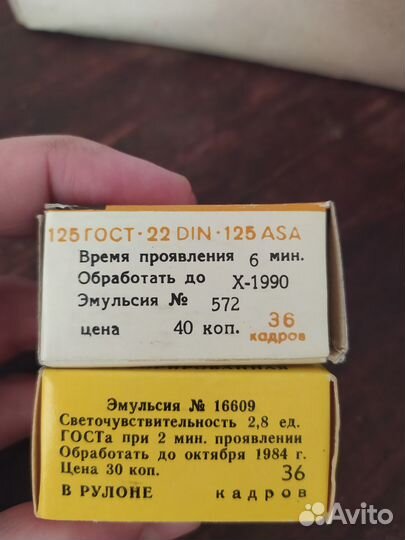 125 ГОСТ · 22 DIN · 125 ASA
Время проявления 6 мин.
Обработать до X-1990
Эмульсия № 572
цена 40 коп. 36 кадров
Эмульсия № 16609
Светочувствительность 2,8 ед.
ГОСТа при 2 мин. проявлении
Обработать до октября 1984 г.
Цена 30 коп. 36
В РУЛОНЕ кадров
Avito